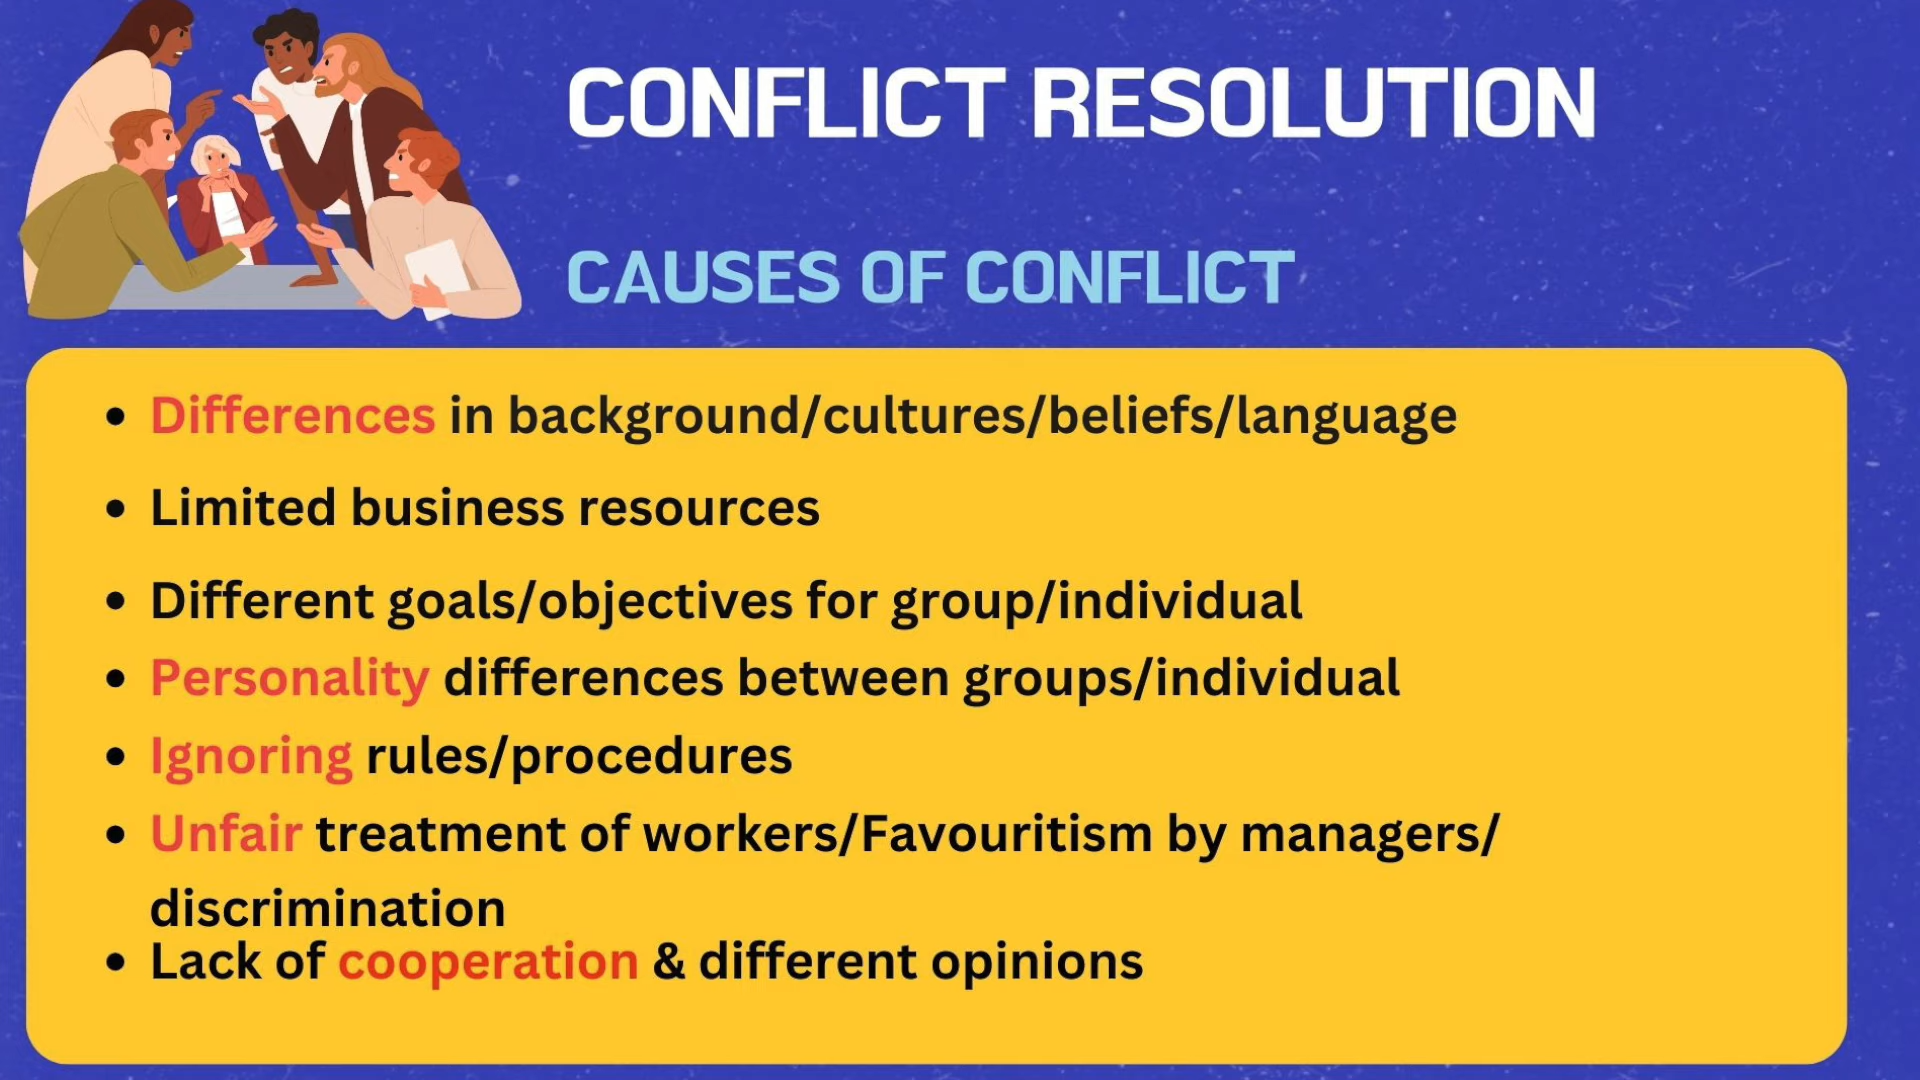 CONFLICT RESOLUTION
CAUSES OF CONFLICT
• Differences in background/cultures/beliefs/language
• Limited business resources
• Different goals/objectives for group/individual
• Personality differences between groups/individual
• Ignoring rules/procedures
• Unfair treatment of workers/Favouritism by managers/
discrimination
• Lack of cooperation & different opinions